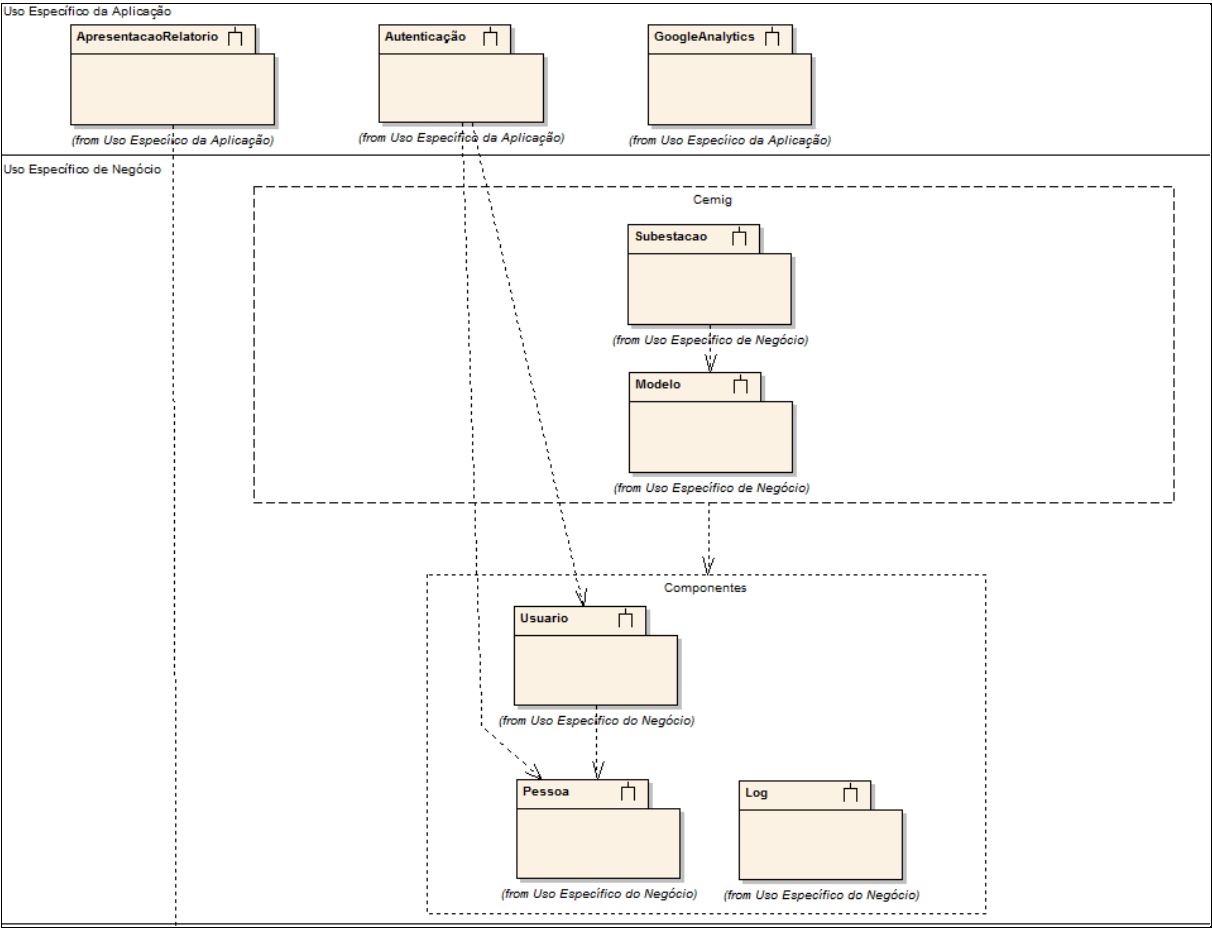 Uso Específico da Aplicação
ApresentacaoRelatorio
Autenticação
GoogleAnalytics
(from Uso Específico da Aplicação)
(from Uso Específico da Aplicação)
(from Uso Específico da Aplicação)
Uso Específico de Negócio
Cemig
Subestacao
(from Uso Específico de Negócio)
Modelo
(from Uso Específico de Negócio)
Componentes
Usuario
(from Uso Específico do Negócio)
Pessoa
Log
(from Uso Específico do Negócio)
(from Uso Específico do Negócio)